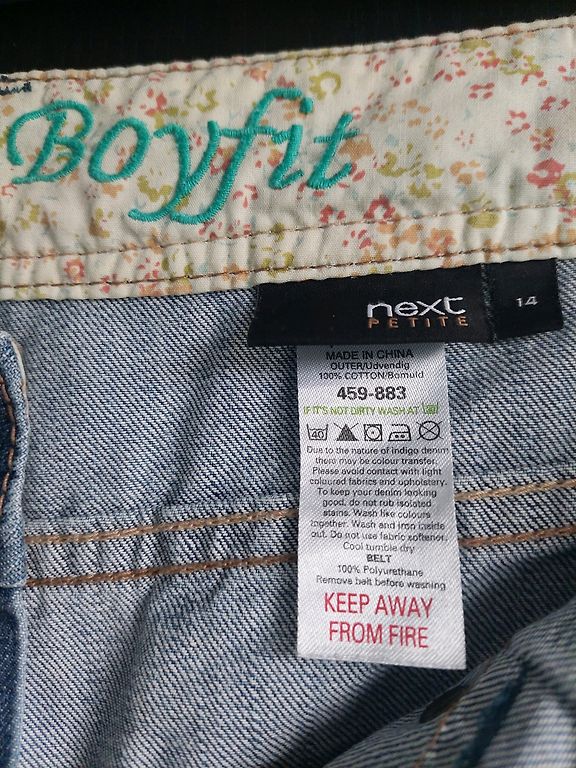 Boyfit
next
PETITE
14
MADE IN CHINA
OUTER/Udvendig
100% COTTON/Bomuld
459-883
IF IT'S NOT DIRTY WASH AT
40
Due to the nature of indigo denim
there may be colour transfer.
Please avoid contact with light
coloured fabrics and upholstery.
To keep your denim looking
good, do not rub isolated
stains. Wash like colours
together. Wash and iron inside
out. Do not use fabric softener.
Cool tumble dry
BELT
100% Polyurethane
Remove belt before washing
KEEP AWAY
FROM FIRE